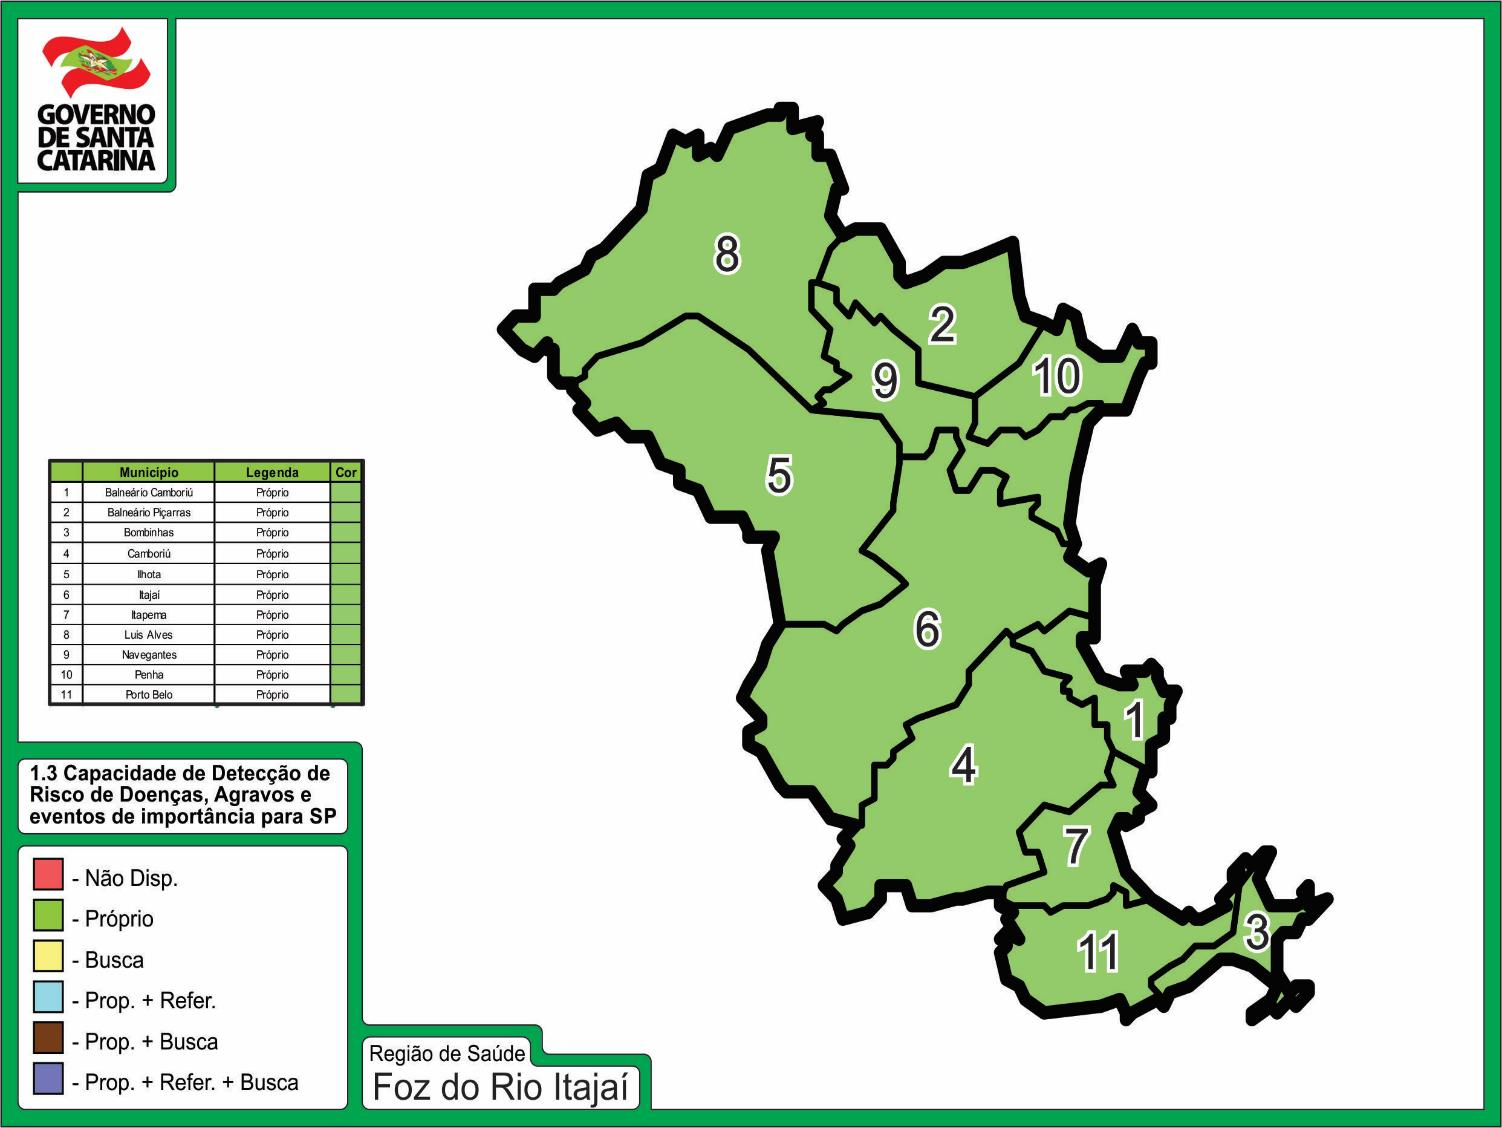 GOVERNO
DE SANTA
CATARINA
8
2
10
9
5
6
1
4
7
3
11
Município Legenda Cor
1 Balneário Camboriú Próprio
2 Balneário Piçarras Próprio
3 Bombinhas Próprio
4 Camboriú Próprio
5 Ilhota Próprio
6 Itajaí Próprio
7 Itapema Próprio
8 Luis Alves Próprio
9 Navegantes Próprio
10 Penha Próprio
11 Porto Belo Próprio
1.3 Capacidade de Detecção de
Risco de Doenças, Agravos e
eventos de importância para SP
- Não Disp.
- Próprio
- Busca
- Prop. + Refer.
- Prop. + Busca
- Prop. + Refer. + Busca
Região de Saúde
Foz do Rio Itajaí